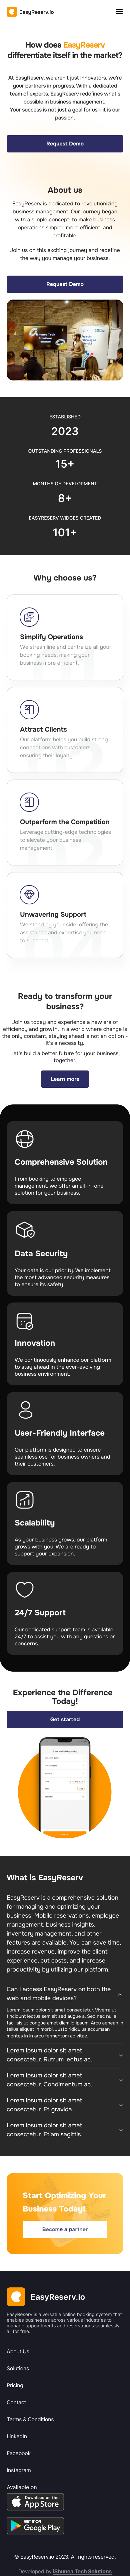 EasyReserv.io
How does EasyReserv
differentiate itself in the market?
At EasyReserv, we aren't just innovators, we're
your partners in progress. With a dedicated
team of experts, EasyReserv redefines what's
possible in business management.
Your success is not just a goal for us - it is our
passion.
Request Demo
About us
EasyReserv is dedicated to revolutionizing
business management. Our journey began
with a simple concept: to make business
operations simpler, more efficient, and
profitable.
Join us on this exciting journey and redefine
the way you manage your business.
Request Demo
ESTABLISHED
2023
OUTSTANDING PROFESSIONALS
15+
MONTHS OF DEVELOPMENT
8+
EASYRESERV WIDGES CREATED
101+
Why choose us?
Simplify Operations
We streamline and centralize all your
booking needs, making your
business more efficient.
Attract Clients
Our platform helps you build strong
connections with customers,
ensuring their loyalty.
Outperform the Competition
Leverage cutting-edge technologies
to elevate your business
management.
Unwavering Support
We stand by your side, offering the
assistance and expertise you need
to succeed.
Ready to transform your
business?
Join us today and experience a new era of
efficiency and growth. In a world where change is
the only constant, staying ahead is not an option -
it's a necessity.
Let's build a better future for your business,
together.
Learn more
Comprehensive Solution
From booking to employee
management, we offer an all-in-one
solution for your business.
Data Security
Your data is our priority. We implement
the most advanced security measures
to ensure its safety.
Innovation
We continuously enhance our platform
to stay ahead in the ever-evolving
business environment.
User-Friendly Interface
Our platform is designed to ensure
seamless use for business owners and
their customers.
Scalability
As your business grows, our platform
grows with you. We are ready to
support your expansion.
24/7 Support
Our dedicated support team is available
24/7 to assist you with any questions or
concerns.
Experience the Difference
Today!
Get started
What is EasyReserv
EasyReserv is a comprehensive solution
for managing and optimizing your
business. Mobile reservations, employee
management, business insights,
inventory management, and other
features are available. You can save time,
increase revenue, improve the client
experience, cut costs, and increase
productivity by utilizing our platform.
Can I access EasyReserv on both the
web and mobile devices?
Lorem ipsum dolor sit amet consectetur. Viverra ut
tincidunt lectus nam ut sed sed augue a. Sed nec nulla
cursus eu nunc quat id amet diam id quam. Arcu aenean in
tellus aliquot in morbi. Justo ridiculus arcu accumsan
montes in in arcu fermentum et vitae.
Lorem ipsum dolor sit amet
consectetur. Rutrum lectus ac.
Lorem ipsum dolor sit amet
consectetur. Condimentum ac.
Lorem ipsum dolor sit amet
consectetur. Et gravida.
Lorem ipsum dolor sit amet
consectetur. Etiam sagittis.
Start Optimizing Your
Business Today!
Become a partner
EasyReserv.io
EasyReserv is a versatile online booking system that
enables businesses across various industries to
manage appointments and reservations seamlessly,
all for free.
About Us
Solutions
Pricing
Contact
Terms & Conditions
LinkedIn
Facebook
Instagram
Available on
Download on the
App Store
GET IT ON
Google Play
© EasyReserv.io 2023. All rights reserved.
Developed by IShunea Tech Solutions